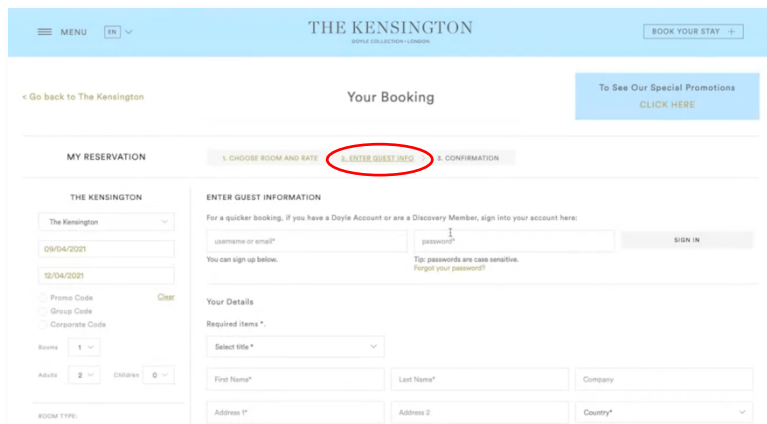 MENU EN THE KENSINGTON BOOK YOUR STAY +
DOYLE COLLECTION • LONDON
< Go back to The Kensington Your Booking To See Our Special Promotions
CLICK HERE
MY RESERVATION 1. CHOOSE ROOM AND RATE 2. ENTER GUEST INFO 3. CONFIRMATION
THE KENSINGTON ENTER GUEST INFORMATION
For a quicker booking, if you have a Doyle Account or are a Discovery Member, sign into your account here:
The Kensington username or email* password* SIGN IN
09/04/2021 You can sign up below. Tip: passwords are case sensitive.
Forgot your password?
12/04/2021
Promo Code Clear Your Details
Group Code
Corporate Code Required items *.
Rooms 1 Select title *
Adults 2 Children 0 First Name* Last Name* Company
ROOM TYPE: Address 1* Address 2 Country*